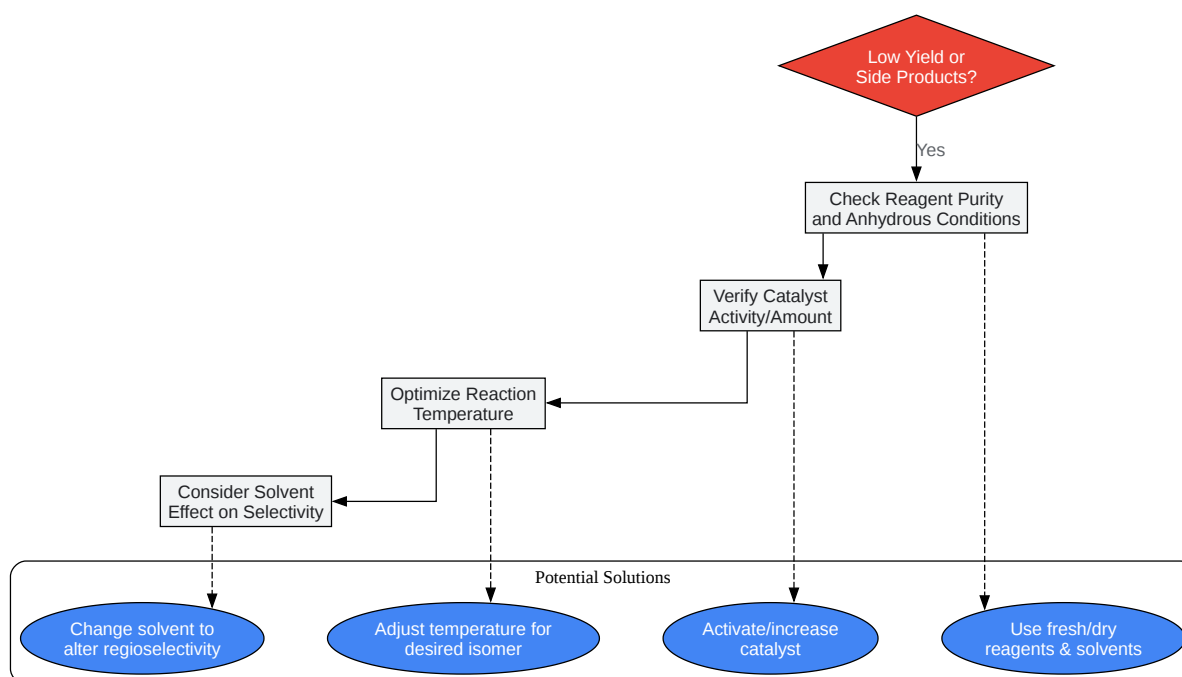 Low Yield or
Side Products?
Yes
Check Reagent Purity
and Anhydrous Conditions
Verify Catalyst
Activity/Amount
Optimize Reaction
Temperature
Consider Solvent
Effect on Selectivity
Potential Solutions
Change solvent to
alter regioselectivity
Adjust temperature for
desired isomer
Activate/increase
catalyst
Use fresh/dry
reagents & solvents